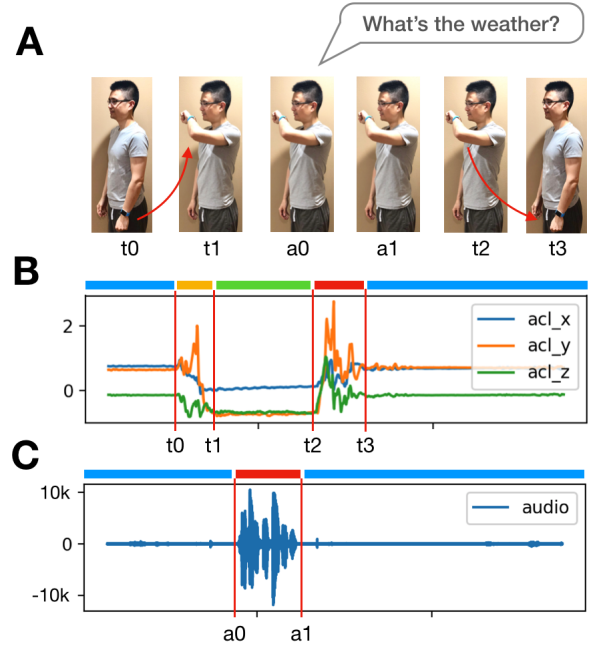 What's the weather?
A
t0 t1 a0 a1 t2 t3
B
2
0
acl_x
acl_y
acl_z
t0 t1 t2 t3
C
10k
0
-10k
audio
a0 a1